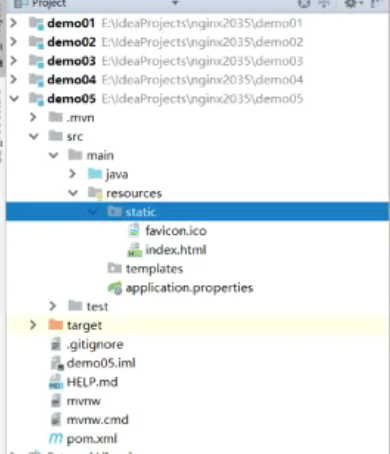 Project
demo01 E:\IdeaProjects\nginx2035\demo01
demo02 E:\IdeaProjects\nginx2035\demo02
demo03 E:\IdeaProjects\nginx2035\demo03
demo04 E:\IdeaProjects\nginx2035\demo04
demo05 E:\IdeaProjects\nginx2035\demo05
.mvn
src
main
java
resources
static
favicon.ico
index.html
templates
application.properties
test
target
.gitignore
demo05.iml
HELP.md
mvnw
mvnw.cmd
pom.xml